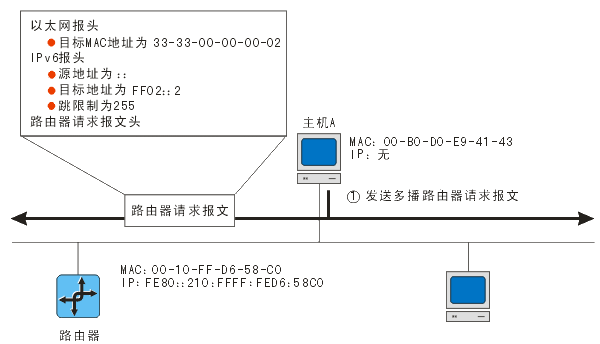 以太网报头
目标MAC地址为 33-33-00-00-00-02
IPv6报头
源地址为::
目标地址为 FF02::2
跳限制为255
路由器请求报文头
主机A
MAC: 00-B0-D0-E9-41-43
IP: 无
① 发送多播路由器请求报文
路由器请求报文
MAC:00-10-FF-D6-58-C0
IP:FE80::210:FFFF:FED6:58C0
路由器